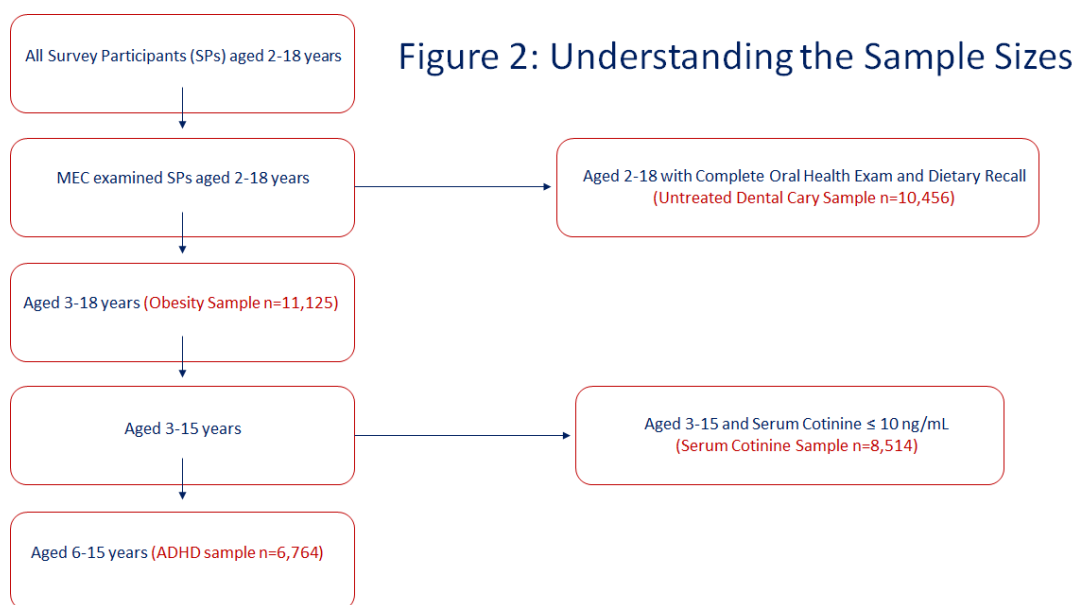 Figure 2: Understanding the Sample Sizes
All Survey Participants (SPs) aged 2-18 years
MEC examined SPs aged 2-18 years
Aged 2-18 with Complete Oral Health Exam and Dietary Recall
(Untreated Dental Cary Sample n=10,456)
Aged 3-18 years (Obesity Sample n=11,125)
Aged 3-15 years
Aged 3-15 and Serum Cotinine ≤ 10 ng/mL
(Serum Cotinine Sample n=8,514)
Aged 6-15 years (ADHD sample n=6,764)